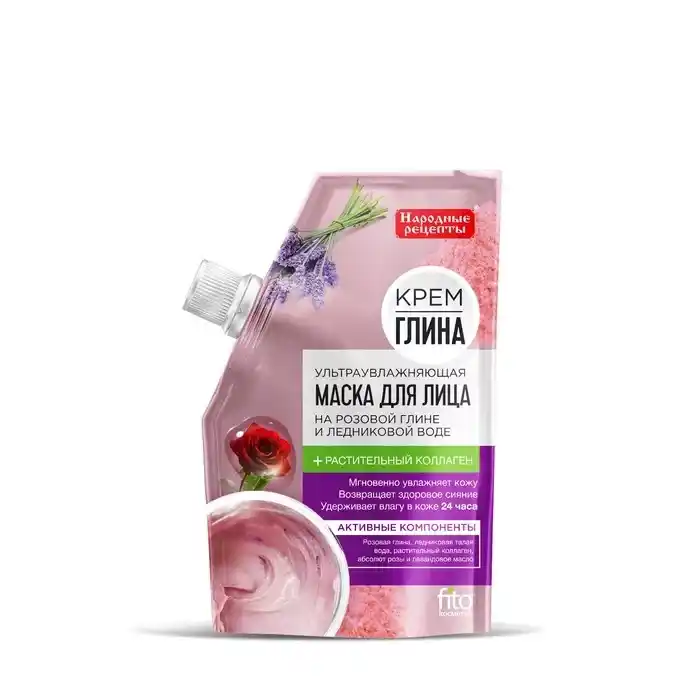 Народные
рецепты
КРЕМ
ГЛИНА
УЛЬТРАУВЛАЖНЯЮЩАЯ
МАСКА ДЛЯ ЛИЦА
НА РОЗОВОЙ ГЛИНЕ
И ЛЕДНИКОВОЙ ВОДЕ
+РАСТИТЕЛЬНЫЙ КОЛЛАГЕН
Мгновенно увлажняет кожу
Возвращает здоровое сияние
Удерживает влагу в коже 24 часа
АКТИВНЫЕ КОМПОНЕНТЫ
Розовая глина, ледниковая талая
вода, растительный коллаген,
абсолют розы и лавандовое масло
fito
косметик